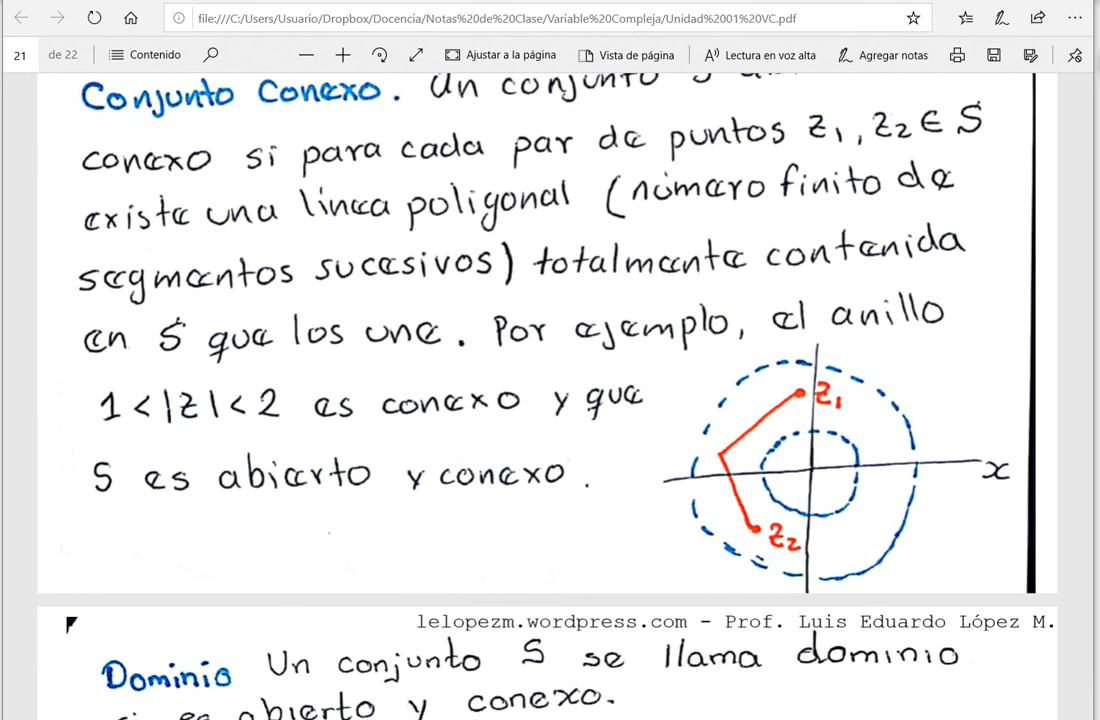 file:///C:/Users/Usuario/Dropbox/Docencia/Notas%20de%20Clase/Variable%20Compleja/Unidad%2001%20VC.pdf
21 de 22 Contenido Ajustar a la página Vista de página Lectura en voz alta Agregar notas
Conjunto Conexo. Un conjunto
conexo si para cada par de puntos z₁, z₂ ∈ S
existe una línea poligonal (número finito de
segmentos sucesivos) totalmente contenida
en S que los une. Por ejemplo, el anillo
1 < |z| < 2 es conexo y que
S es abierto y conexo.
z₁
x
z₂
lelopezm.wordpress.com - Prof. Luis Eduardo López M.
Dominio Un conjunto S se llama dominio
si es abierto y conexo.